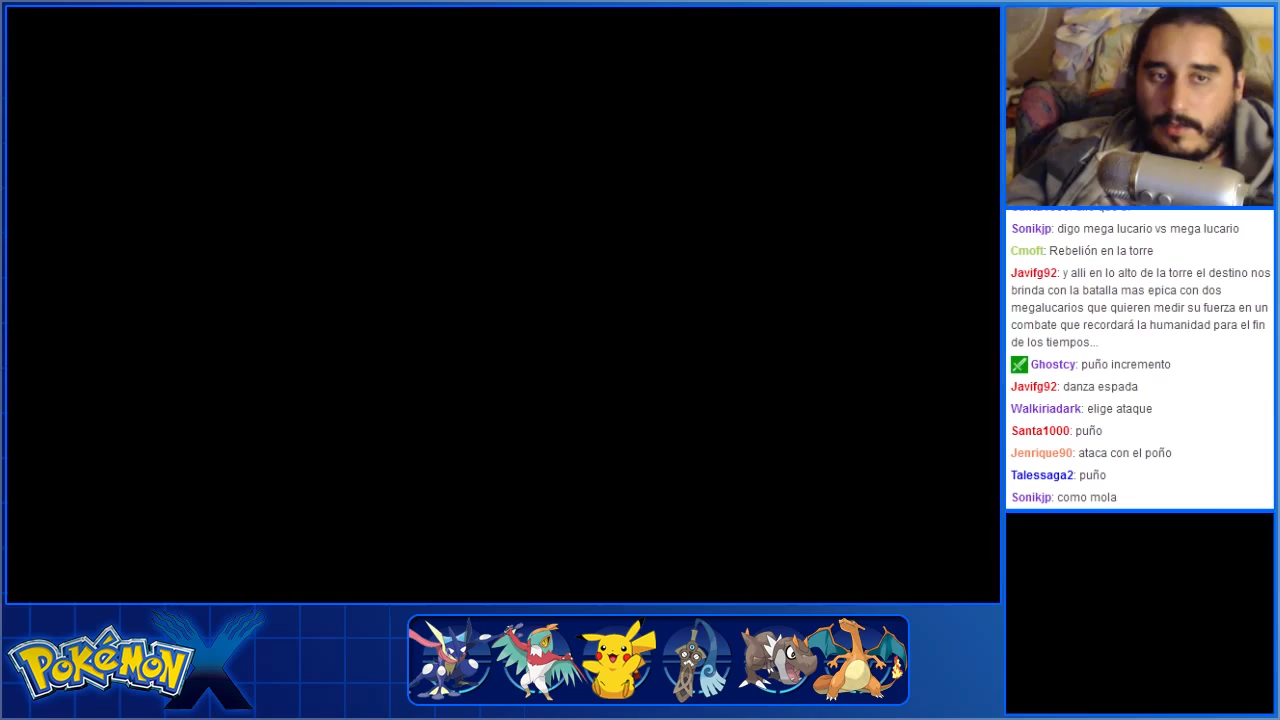 Sonikjp: digo mega lucario vs mega lucario
Cmoft: Rebelión en la torre
Javifg92: y alli en lo alto de la torre el destino nos
brinda con la batalla mas epica con dos
megalucarios que quieren medir su fuerza en un
combate que recordará la humanidad para el fin
de los tiempos...
Ghostcy: puño incremento
Javifg92: danza espada
Walkiriadark: elige ataque
Santa1000: puño
Jenrique90: ataca con el poño
Talessaga2: puño
Sonikjp: como mola
POKéMON X